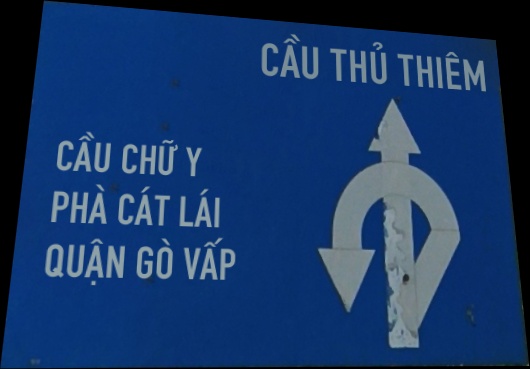 CẦU THỦ THIÊM
CẦU CHỮ Y
PHÀ CÁT LÁI
QUẬN GÒ VẤP